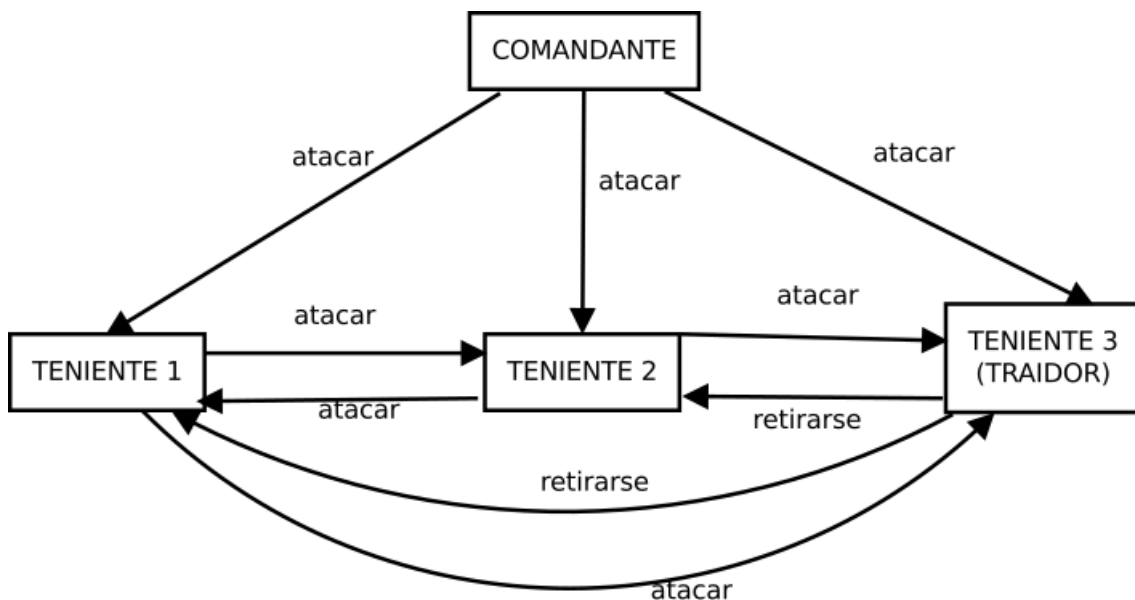 COMANDANTE
atacar
atacar
atacar
atacar
atacar
TENIENTE 1
TENIENTE 2
TENIENTE 3
(TRAIDOR)
atacar
retirarse
retirarse
atacar